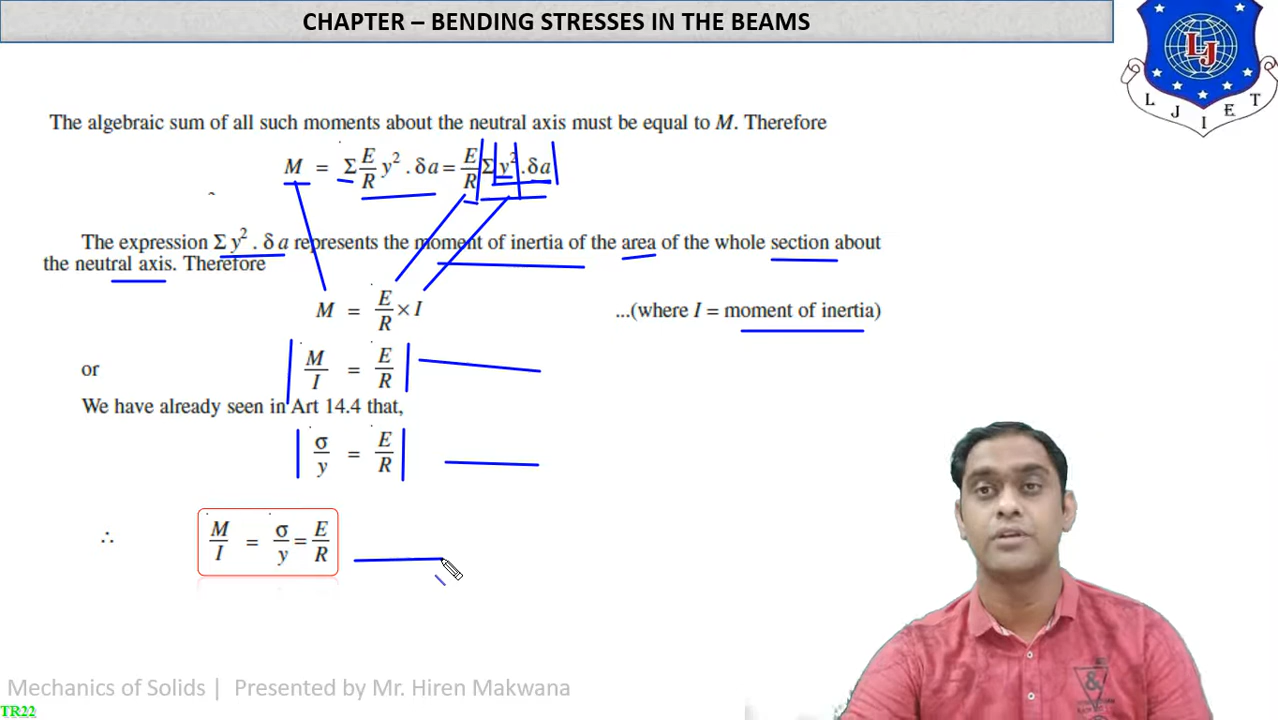 CHAPTER – BENDING STRESSES IN THE BEAMS
LJ
L J I E T
The algebraic sum of all such moments about the neutral axis must be equal to M. Therefore
M = Σ E/R y² . δa = E/R Σ y² . δa
The expression Σ y² . δ a represents the moment of inertia of the area of the whole section about
the neutral axis. Therefore
M = E/R × I ...(where I = moment of inertia)
or M/I = E/R
We have already seen in Art 14.4 that,
σ/y = E/R
∴ M/I = σ/y = E/R
&
Mechanics of Solids | Presented by Mr. Hiren Makwana
TR22